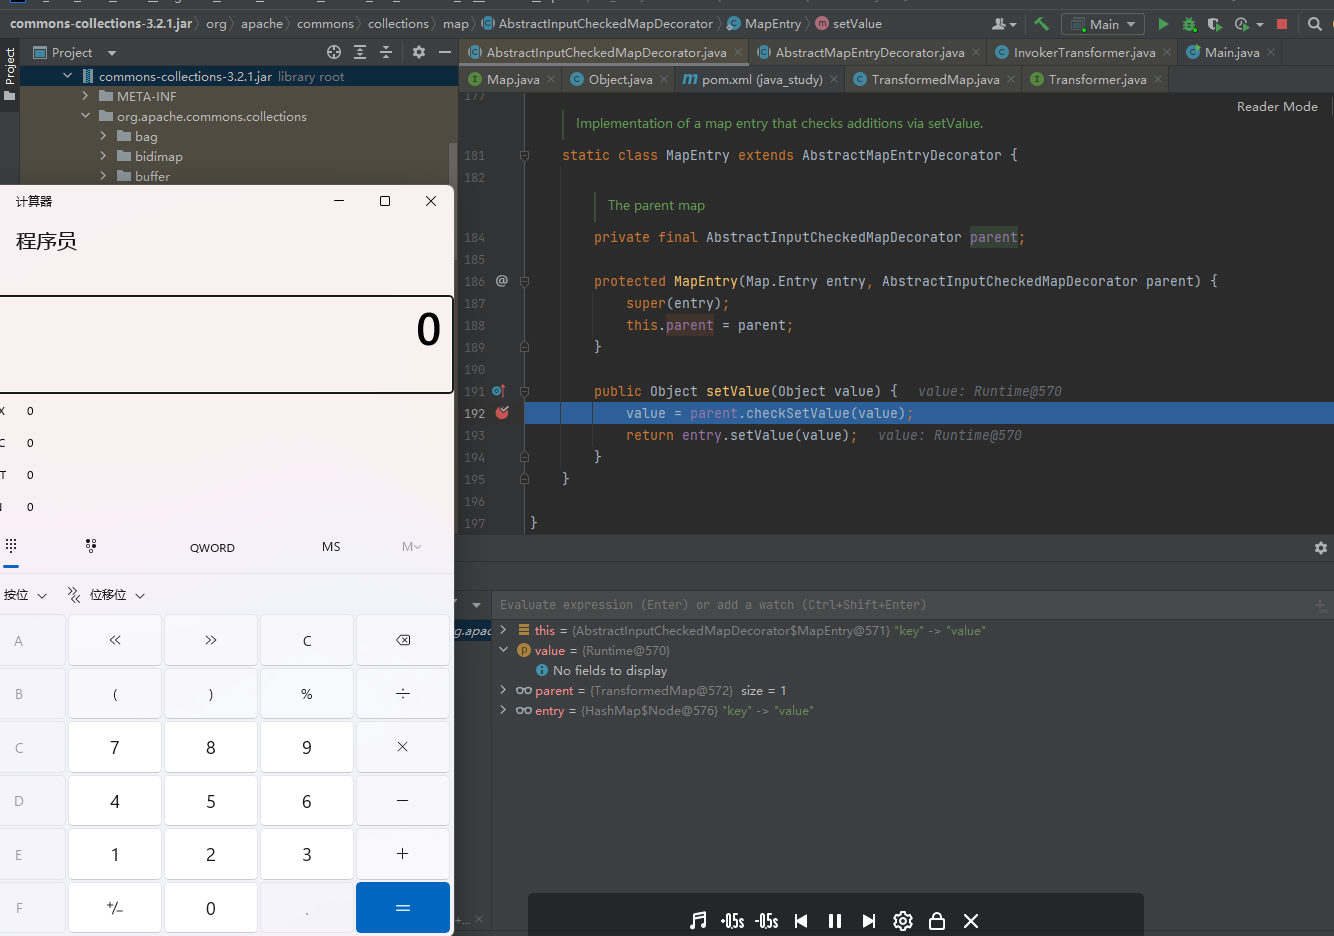 commons-collections-3.2.1.jar org apache commons collections map AbstractInputCheckedMapDecorator MapEntry setValue Main
Project
Project
AbstractInputCheckedMapDecorator.java AbstractMapEntryDecorator.java InvokerTransformer.java Main.java
Map.java Object.java pom.xml (java_study) TransformedMap.java Transformer.java
commons-collections-3.2.1.jar library root
META-INF
org.apache.commons.collections
bag
bidimap
buffer
177
Reader Mode
Implementation of a map entry that checks additions via setValue.
181 static class MapEntry extends AbstractMapEntryDecorator {
182
The parent map
184 private final AbstractInputCheckedMapDecorator parent;
185
186 @ protected MapEntry(Map.Entry entry, AbstractInputCheckedMapDecorator parent) {
187 super(entry);
188 this.parent = parent;
189 }
190
191 public Object setValue(Object value) { value: Runtime@570
192 value = parent.checkSetValue(value);
193 return entry.setValue(value); value: Runtime@570
194 }
195 }
196
197 }
计算器
程序员
0
X 0
C 0
T 0
0
QWORD MS M
按位 位移位
A « » C
B ( ) % ÷
C 7 8 9 ×
D 4 5 6 −
E 1 2 3 +
F +/− 0 . =
Evaluate expression (Enter) or add a watch (Ctrl+Shift+Enter)
g.apac
this = {AbstractInputCheckedMapDecorator$MapEntry@571} "key" -> "value"
value = {Runtime@570}
No fields to display
parent = {TransformedMap@572} size = 1
entry = {HashMap$Node@576} "key" -> "value"
+...
+0,5s -0,5s